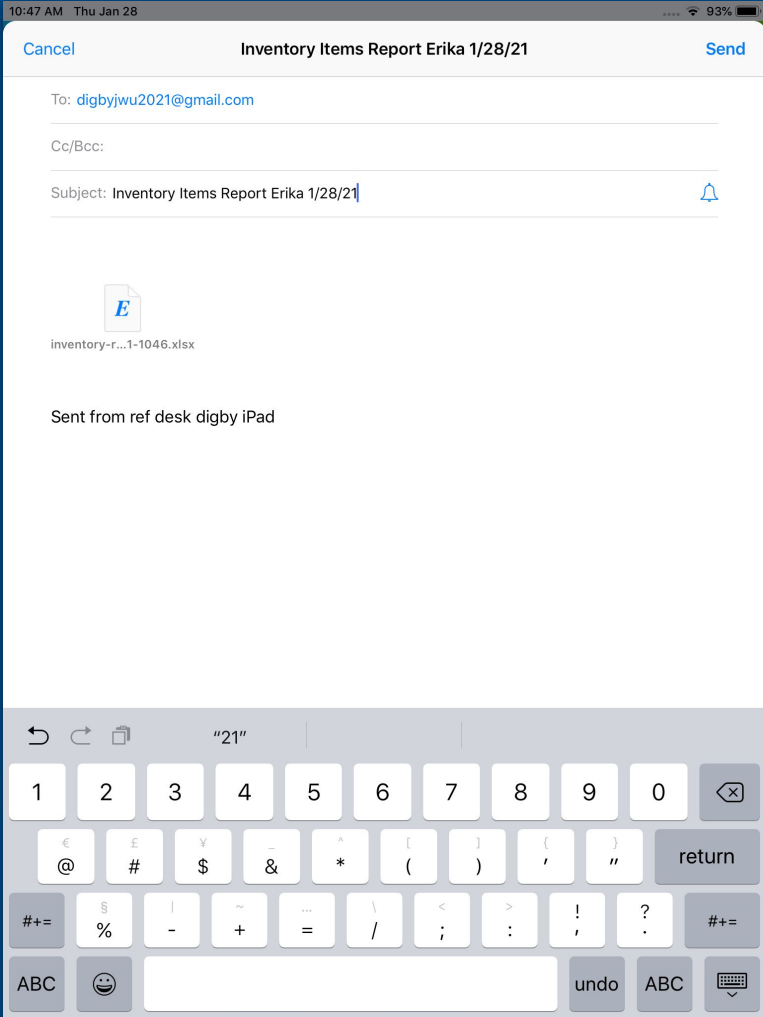 10:47 AM Thu Jan 28 93%
Cancel Inventory Items Report Erika 1/28/21 Send
To: digbyjwu2021@gmail.com
Cc/Bcc:
Subject: Inventory Items Report Erika 1/28/21
E
inventory-r...1-1046.xlsx
Sent from ref desk digby iPad
“21”
1 2 3 4 5 6 7 8 9 0
€ £ ¥ _ ^ [ ] { }
@ # $ & * ( ) ' " return
§ | ~ … \ < > ! ?
#+= % - + = / ; : , . #+=
ABC undo ABC